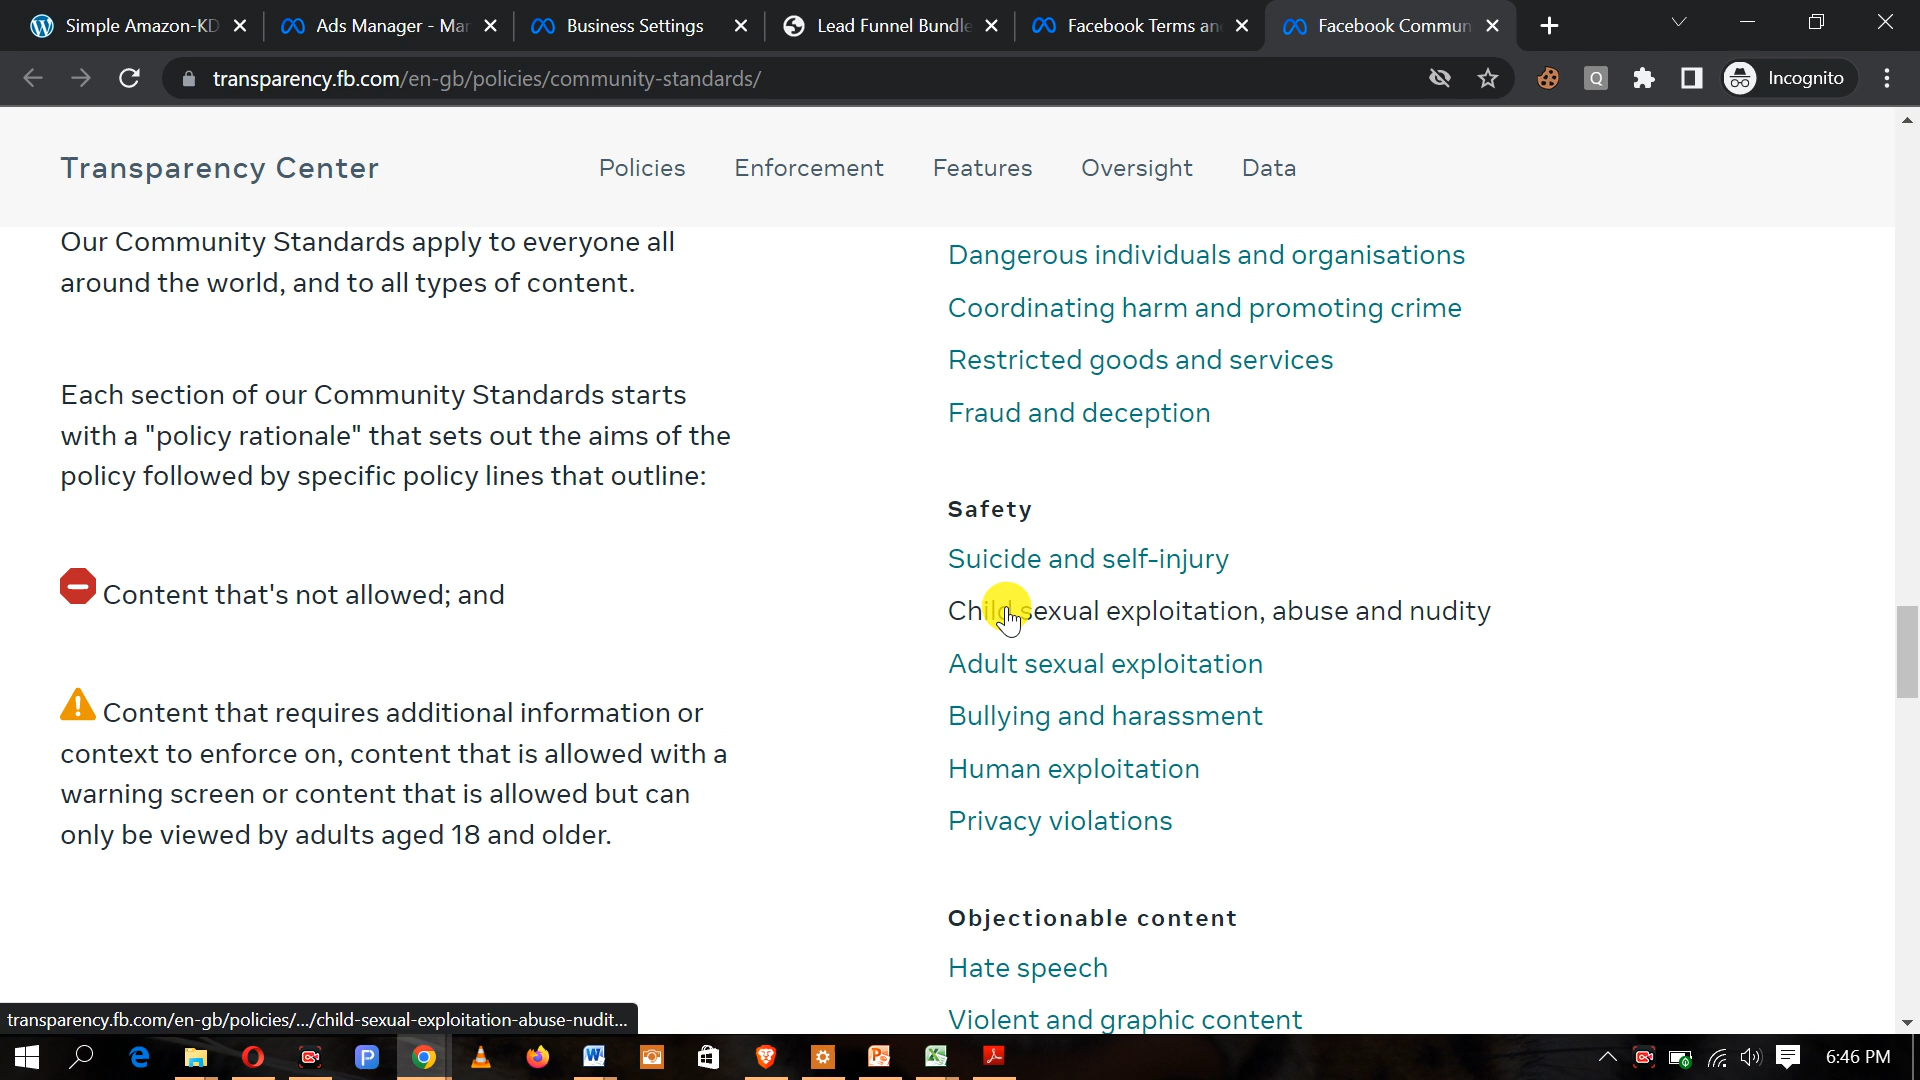 Simple Amazon-KD
Ads Manager - Mar
Business Settings
Lead Funnel Bundle
Facebook Terms an
Facebook Commun
transparency.fb.com/en-gb/policies/community-standards/
Q
Incognito
Transparency Center
Policies
Enforcement
Features
Oversight
Data
Our Community Standards apply to everyone all
around the world, and to all types of content.
Each section of our Community Standards starts
with a "policy rationale" that sets out the aims of the
policy followed by specific policy lines that outline:
Content that's not allowed; and
Content that requires additional information or
context to enforce on, content that is allowed with a
warning screen or content that is allowed but can
only be viewed by adults aged 18 and older.
Dangerous individuals and organisations
Coordinating harm and promoting crime
Restricted goods and services
Fraud and deception
Safety
Suicide and self-injury
Child sexual exploitation, abuse and nudity
Adult sexual exploitation
Bullying and harassment
Human exploitation
Privacy violations
Objectionable content
Hate speech
Violent and graphic content
transparency.fb.com/en-gb/policies/.../child-sexual-exploitation-abuse-nudit...
6:46 PM